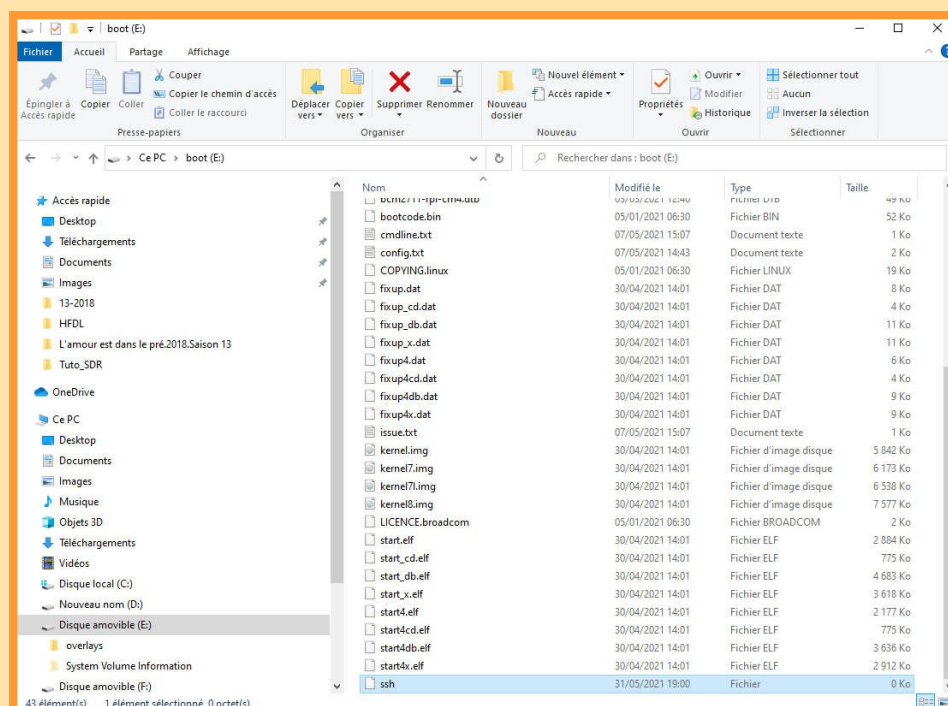 boot (E:)
Fichier Accueil Partage Affichage
Épingler à Accès rapide
Copier
Coller
Couper
Copier le chemin d'accès
Coller le raccourci
Presse-papiers
Déplacer vers
Copier vers
Supprimer
Renommer
Organiser
Nouveau dossier
Nouvel élément
Accès rapide
Nouveau
Propriétés
Ouvrir
Modifier
Historique
Ouvrir
Sélectionner tout
Aucun
Inverser la sélection
Sélectionner
Ce PC > boot (E:)
Rechercher dans : boot (E:)
Accès rapide
Desktop
Téléchargements
Documents
Images
13-2018
HFDL
L'amour est dans le pré.2018.Saison 13
Tuto_SDR
OneDrive
Ce PC
Desktop
Documents
Images
Musique
Objets 3D
Téléchargements
Vidéos
Disque local (C:)
Nouveau nom (D:)
Disque amovible (E:)
overlays
System Volume Information
Disque amovible (F:)
Nom Modifié le Type Taille
bcm2711-rpi-cm4.dtb 03/05/2021 12:40 Fichier DTB 49 Ko
bootcode.bin 05/01/2021 06:30 Fichier BIN 52 Ko
cmdline.txt 07/05/2021 15:07 Document texte 1 Ko
config.txt 07/05/2021 14:43 Document texte 2 Ko
COPYING.linux 05/01/2021 06:30 Fichier LINUX 19 Ko
fixup.dat 30/04/2021 14:01 Fichier DAT 8 Ko
fixup_cd.dat 30/04/2021 14:01 Fichier DAT 4 Ko
fixup_db.dat 30/04/2021 14:01 Fichier DAT 11 Ko
fixup_x.dat 30/04/2021 14:01 Fichier DAT 11 Ko
fixup4.dat 30/04/2021 14:01 Fichier DAT 6 Ko
fixup4cd.dat 30/04/2021 14:01 Fichier DAT 4 Ko
fixup4db.dat 30/04/2021 14:01 Fichier DAT 9 Ko
fixup4x.dat 30/04/2021 14:01 Fichier DAT 9 Ko
issue.txt 07/05/2021 15:07 Document texte 1 Ko
kernel.img 30/04/2021 14:01 Fichier d'image disque 5 842 Ko
kernel7.img 30/04/2021 14:01 Fichier d'image disque 6 173 Ko
kernel7l.img 30/04/2021 14:01 Fichier d'image disque 6 538 Ko
kernel8.img 30/04/2021 14:01 Fichier d'image disque 7 577 Ko
LICENCE.broadcom 05/01/2021 06:30 Fichier BROADCOM 2 Ko
start.elf 30/04/2021 14:01 Fichier ELF 2 884 Ko
start_cd.elf 30/04/2021 14:01 Fichier ELF 775 Ko
start_db.elf 30/04/2021 14:01 Fichier ELF 4 683 Ko
start_x.elf 30/04/2021 14:01 Fichier ELF 3 618 Ko
start4.elf 30/04/2021 14:01 Fichier ELF 2 177 Ko
start4cd.elf 30/04/2021 14:01 Fichier ELF 775 Ko
start4db.elf 30/04/2021 14:01 Fichier ELF 3 636 Ko
start4x.elf 30/04/2021 14:01 Fichier ELF 2 912 Ko
ssh 31/05/2021 19:00 Fichier 0 Ko
43 élément(s) 1 élément sélectionné 0 octet(s)